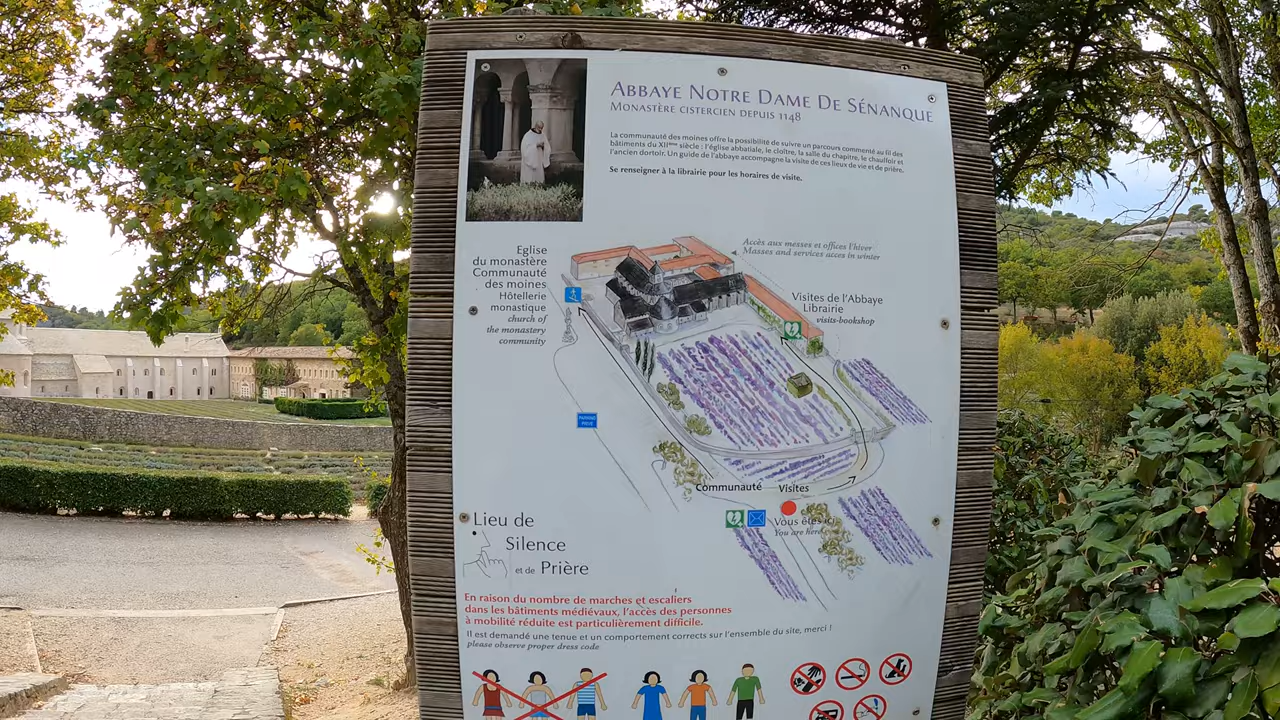 ABBAYE NOTRE DAME DE SÉNANQUE
MONASTÈRE CISTERCIEN DEPUIS 1148
La communauté des moines offre la possibilité de suivre un parcours commenté au fil des
bâtiments du XIIème siècle : l'église abbatiale, le cloître, la salle du chapitre, le chauffoir et
l'ancien dortoir. Un guide de l'abbaye accompagne la visite de ces lieux de vie et de prière.
Se renseigner à la librairie pour les horaires de visite.
Eglise
du monastère
Communauté
des moines
Hôtellerie
monastique
church of
the monastery
community
Accès aux messes et offices l'hiver
Masses and services acces in winter
Visites de l'Abbaye
Librairie
visits-bookshop
PARKING
PRIVÉ
Communauté
Visites
Vous êtes ici
You are here
Lieu de
Silence
et de Prière
En raison du nombre de marches et escaliers
dans les bâtiments médiévaux, l'accès des personnes
à mobilité réduite est particulièrement difficile.
Il est demandé une tenue et un comportement corrects sur l'ensemble du site, merci !
please observe proper dress code